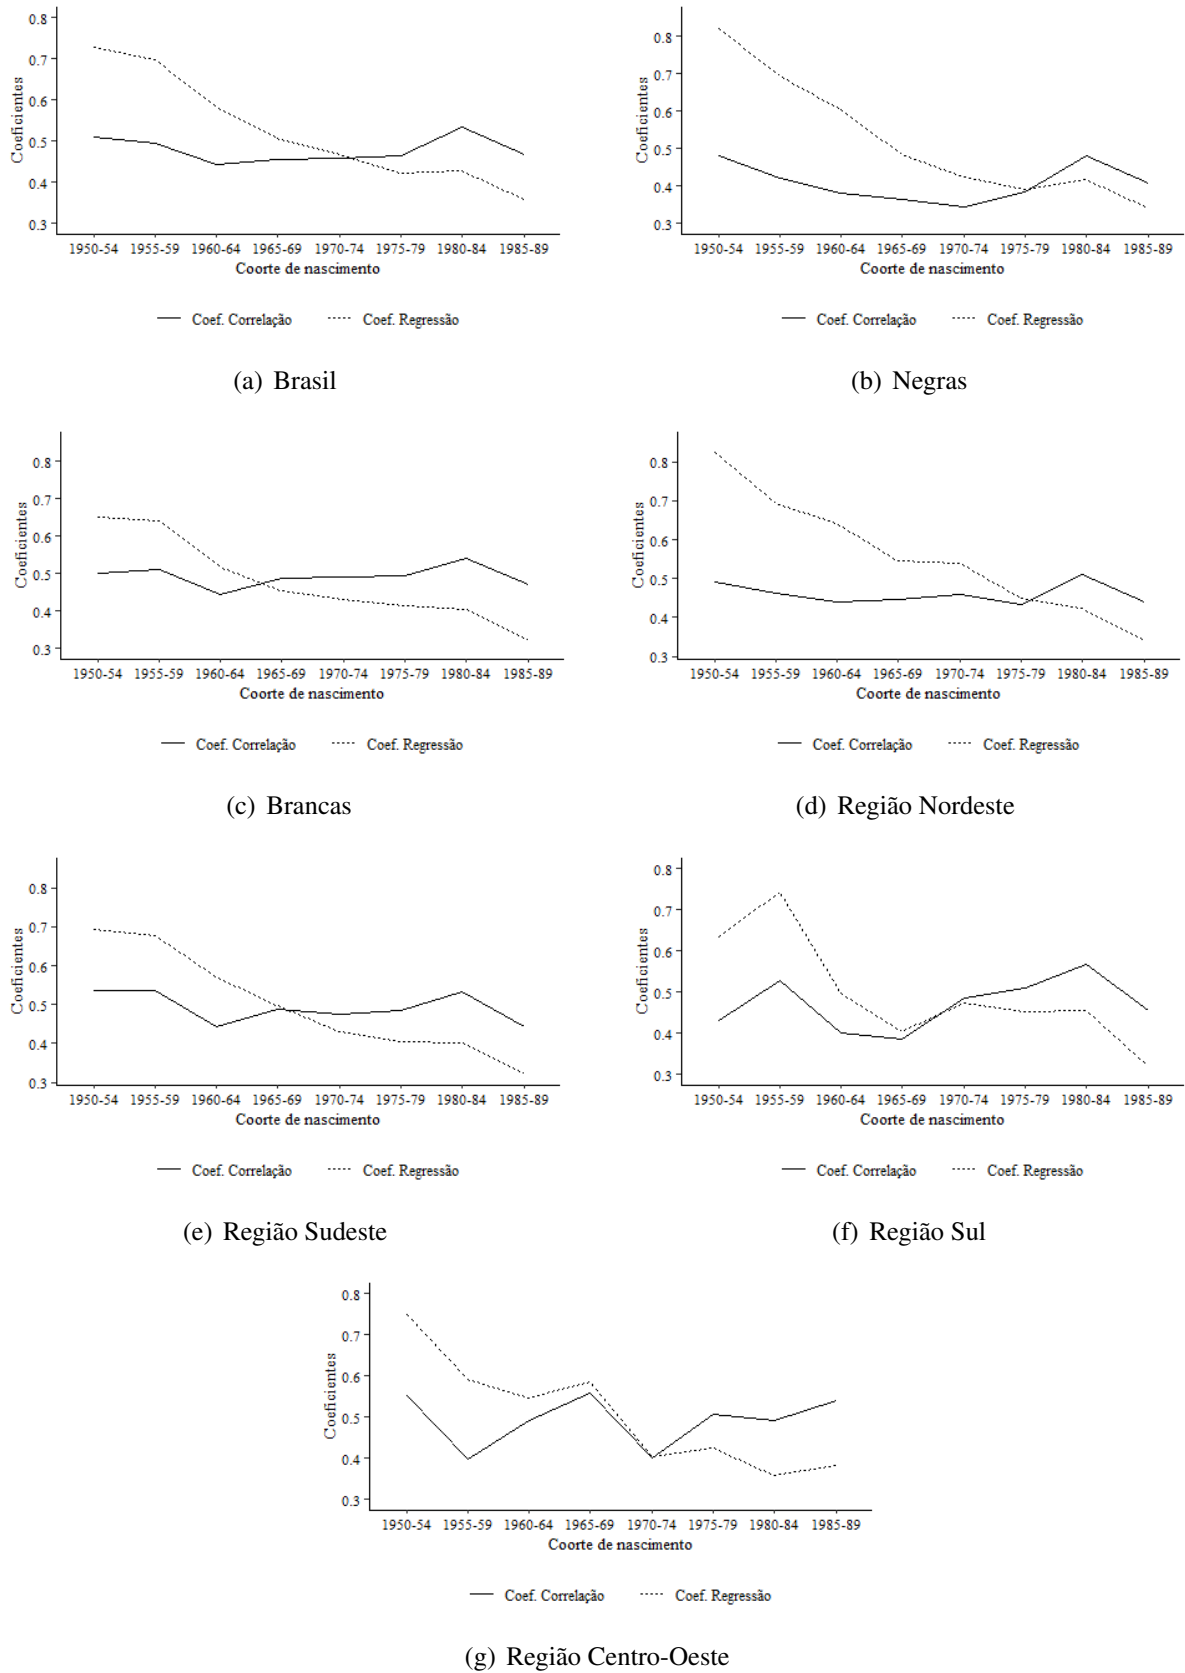 0.8
0.7
0.6
0.5
0.4
0.3
Coeficientes
1950-54 1955-59 1960-64 1965-69 1970-74 1975-79 1980-84 1985-89
Coorte de nascimento
Coef. Correlação Coef. Regressão
(a) Brasil
0.8
0.7
0.6
0.5
0.4
0.3
Coeficientes
1950-54 1955-59 1960-64 1965-69 1970-74 1975-79 1980-84 1985-89
Coorte de nascimento
Coef. Correlação Coef. Regressão
(b) Negras
0.8
0.7
0.6
0.5
0.4
0.3
Coeficientes
1950-54 1955-59 1960-64 1965-69 1970-74 1975-79 1980-84 1985-89
Coorte de nascimento
Coef. Correlação Coef. Regressão
(c) Brancas
0.8
0.7
0.6
0.5
0.4
0.3
Coeficientes
1950-54 1955-59 1960-64 1965-69 1970-74 1975-79 1980-84 1985-89
Coorte de nascimento
Coef. Correlação Coef. Regressão
(d) Região Nordeste
0.8
0.7
0.6
0.5
0.4
0.3
Coeficientes
1950-54 1955-59 1960-64 1965-69 1970-74 1975-79 1980-84 1985-89
Coorte de nascimento
Coef. Correlação Coef. Regressão
(e) Região Sudeste
0.8
0.7
0.6
0.5
0.4
0.3
Coeficientes
1950-54 1955-59 1960-64 1965-69 1970-74 1975-79 1980-84 1985-89
Coorte de nascimento
Coef. Correlação Coef. Regressão
(f) Região Sul
0.8
0.7
0.6
0.5
0.4
0.3
Coeficientes
1950-54 1955-59 1960-64 1965-69 1970-74 1975-79 1980-84 1985-89
Coorte de nascimento
Coef. Correlação Coef. Regressão
(g) Região Centro-Oeste